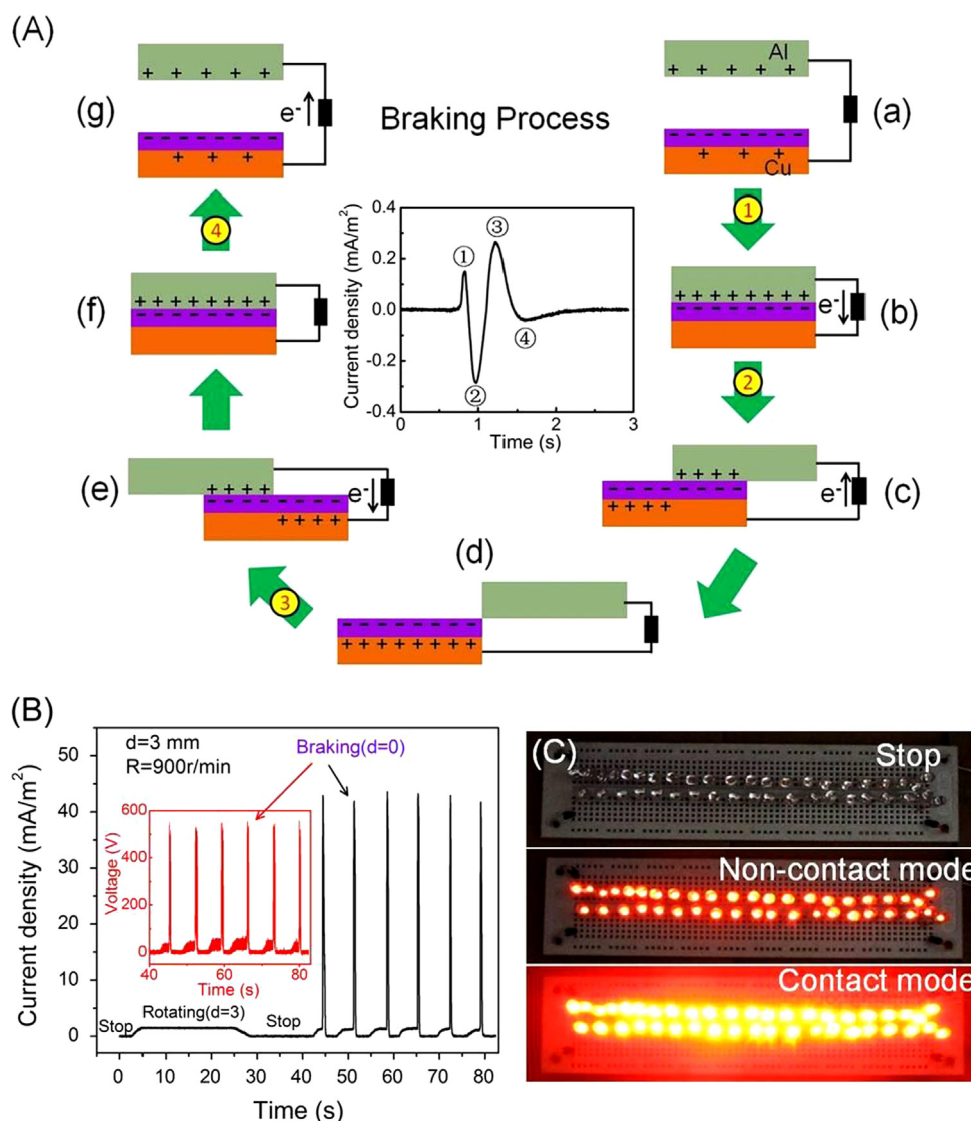 (A)
Al
(g)
e⁻
Braking Process
(a)
Cu
4
1
Current density (mA/m²)
0.4
0.2
0.0
-0.2
-0.4
①
②
③
④
0
1
2
3
Time (s)
(f)
e⁻
(b)
2
(e)
e⁻
e⁻
(c)
(d)
3
(B)
Current density (mA/m²)
50
40
30
20
10
0
d=3 mm
R=900r/min
Braking(d=0)
Voltage (V)
600
400
200
0
40 50 60 70 80
Time (s)
Stop
Rotating(d=3)
Stop
0 10 20 30 40 50 60 70 80
Time (s)
(C)
Stop
Non-contact mode
Contact mode